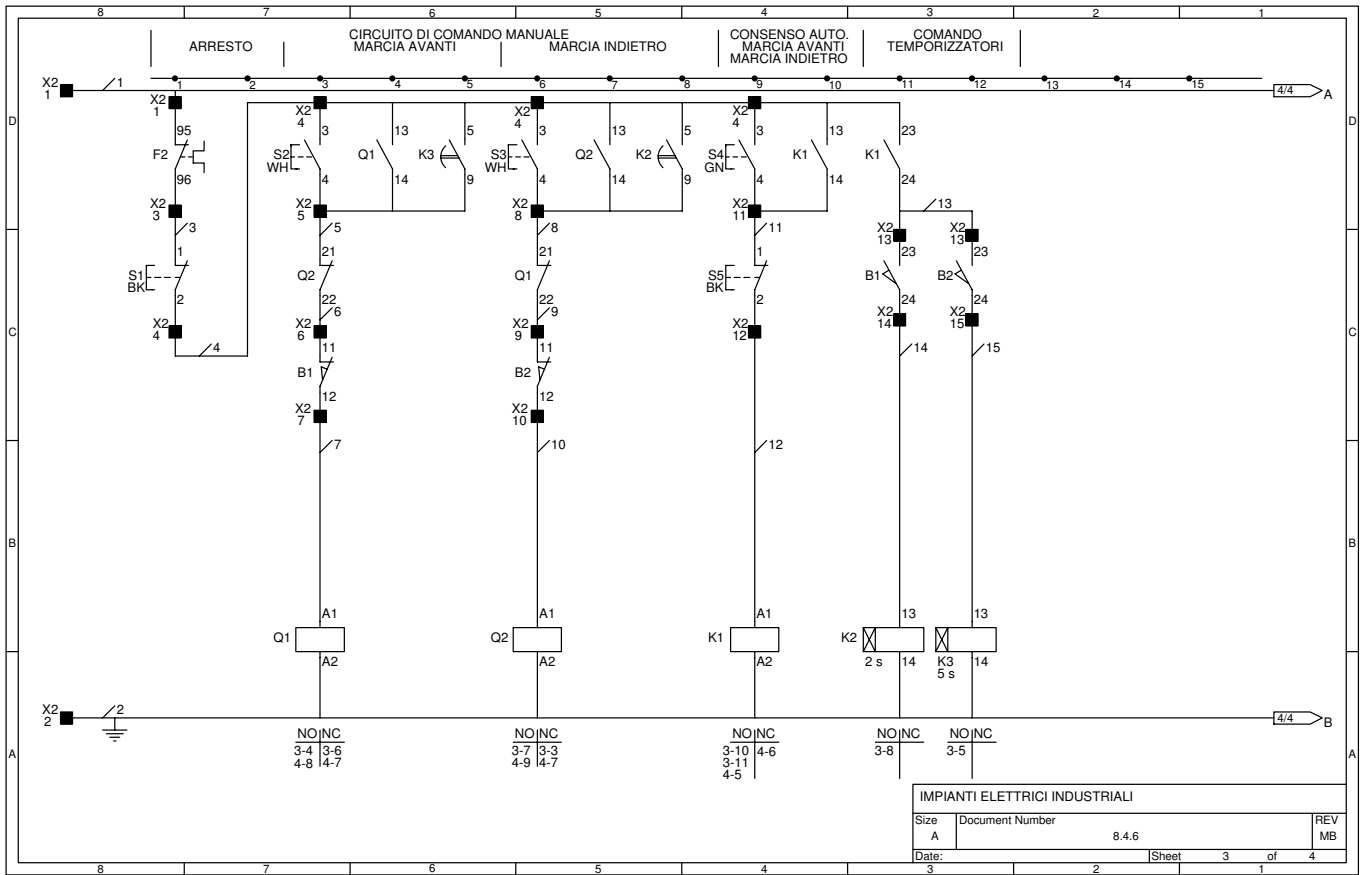 8 7 6 5 4 3 2 1
CIRCUITO DI COMANDO MANUALE
ARRESTO
MARCIA AVANTI
MARCIA INDIETRO
CONSENSO AUTO.
MARCIA AVANTI
MARCIA INDIETRO
COMANDO
TEMPORIZZATORI
X2
1
1
1 2 3 4 5 6 7 8 9 10 11 12 13 14 15
4/4
A
D
D
X2
1
95
F2
96
X2
3
3
1
S1
BK
2
X2
4
4
X2
4
3
S2
WH
4
X2
5
5
21
Q2
22
6
X2
6
11
B1
12
X2
7
7
A1
Q1
A2
13
Q1
14
5
K3
9
X2
4
3
S3
WH
4
X2
8
8
21
Q1
22
9
X2
9
11
B2
12
X2
10
10
A1
Q2
A2
13
Q2
14
5
K2
9
X2
4
3
S4
GN
4
X2
11
11
1
S5
BK
2
X2
12
12
A1
K1
A2
13
K1
14
23
K1
24
13
X2
13
23
B1
24
X2
14
14
13
K2
2 s
14
X2
13
23
B2
24
X2
15
15
13
K3
5 s
14
C
C
B
B
X2
2
2
4/4
B
A
A
NO NC
3-4 3-6
4-8 4-7
NO NC
3-7 3-3
4-9 4-7
NO NC
3-10 4-6
3-11
4-5
NO NC
3-8
NO NC
3-5
IMPIANTI ELETTRICI INDUSTRIALI
Size Document Number REV
A 8.4.6 MB
Date: Sheet 3 of 4
8 7 6 5 4 3 2 1